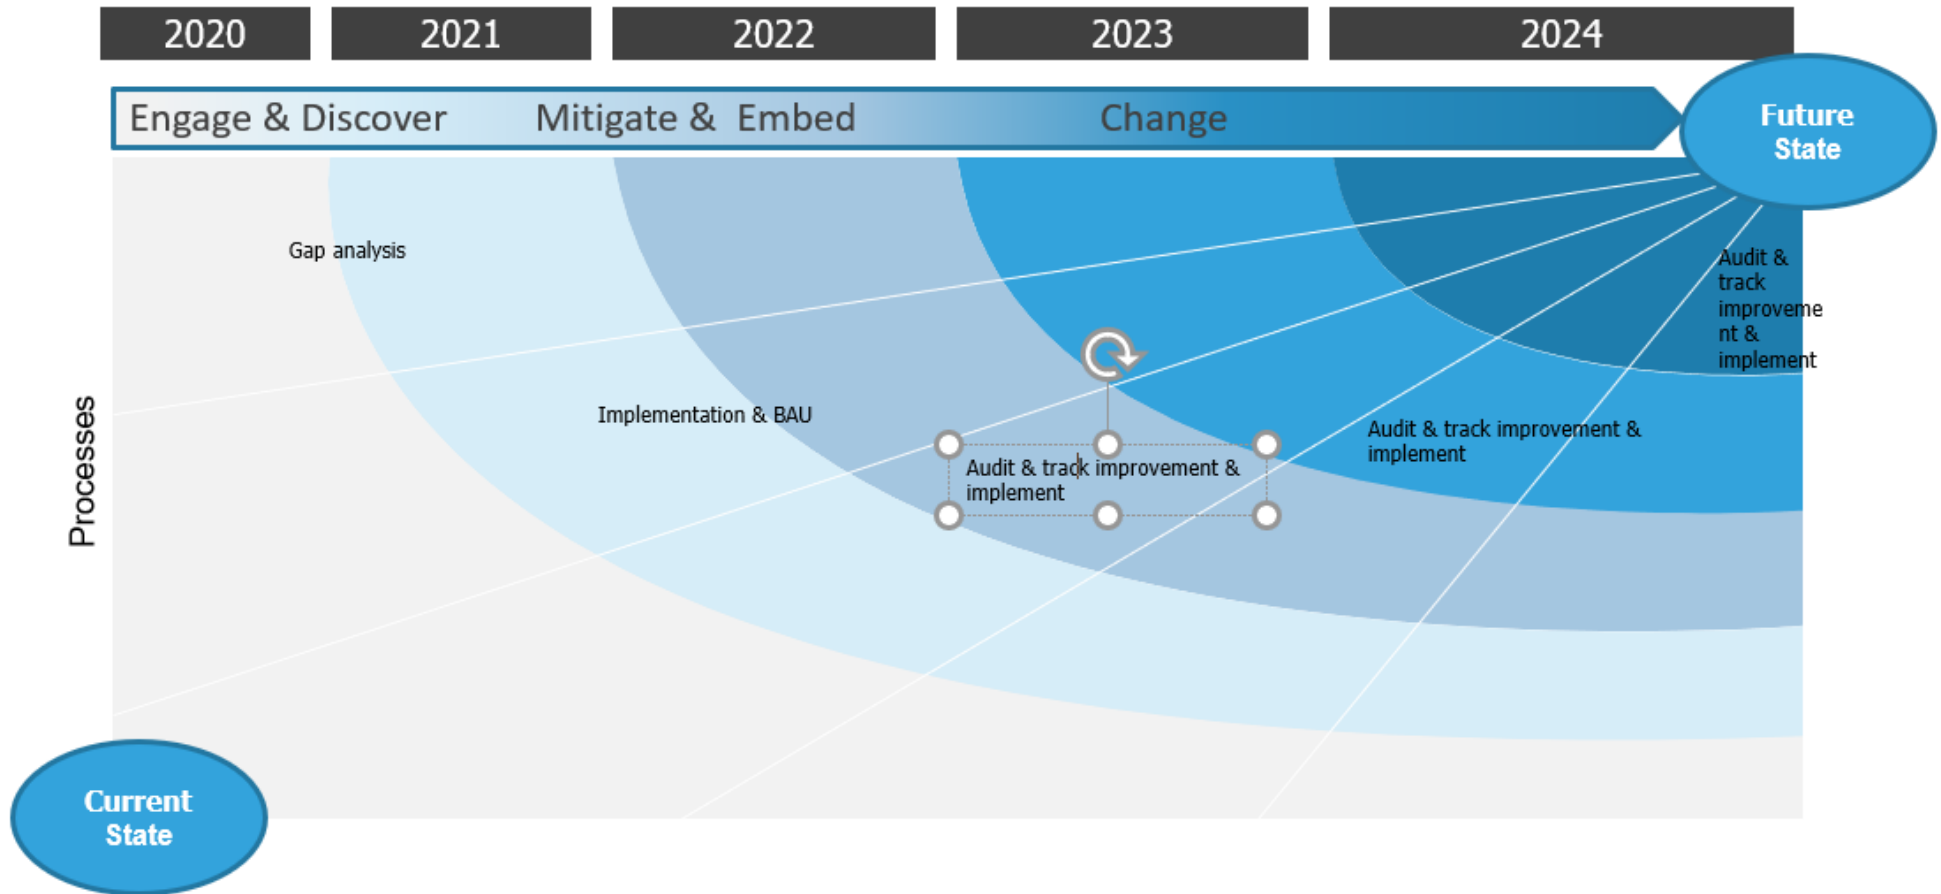 2020
2021
2022
2023
2024
Engage & Discover
Mitigate & Embed
Change
Future
State
Gap analysis
Audit &
track
improveme
nt &
implement
Processes
Implementation & BAU
Audit & track improvement &
implement
Audit & track improvement &
implement
Current
State